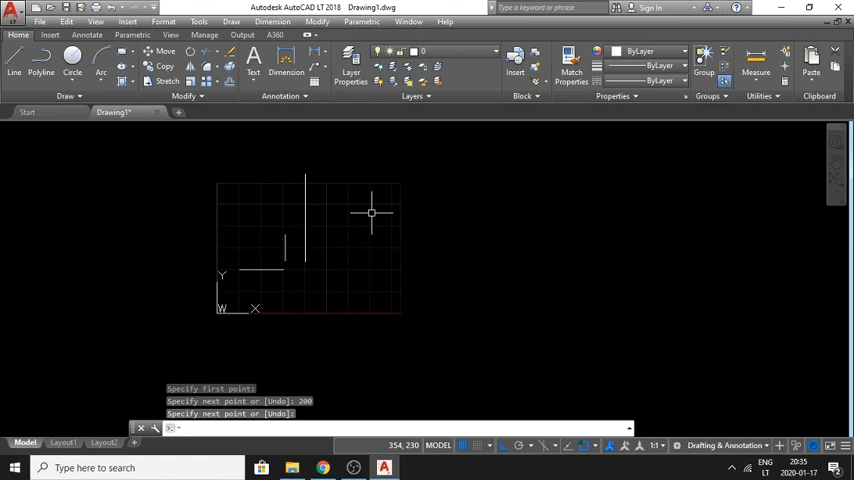 Autodesk AutoCAD LT 2018   Drawing1.dwg
Type a keyword or phrase
Sign In
File Edit View Insert Format Tools Draw Dimension Modify Parametric Window Help
LT
Home Insert Annotate Parametric View Manage Output A360
Line
Polyline
Circle
Arc
Move
Copy
Stretch
Text
Dimension
Layer
Properties
0
Insert
Match
Properties
ByLayer
ByLayer
ByLayer
Group
Measure
Paste
Draw
Modify
Annotation
Layers
Block
Properties
Groups
Utilities
Clipboard
Start
Drawing1*
Y
W X
Specify first point:
Specify next point or [Undo]: 200
Specify next point or [Undo]:
Model Layout1 Layout2
354, 230 MODEL
1:1
Drafting & Annotation
Type here to search
ENG
LT
20:35
2020-01-17
2